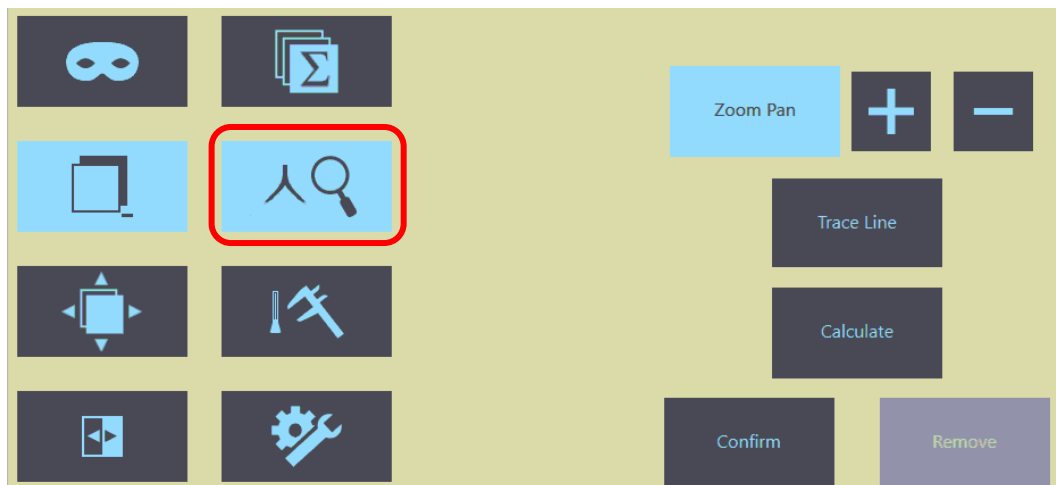 Σ
Zoom Pan
+
−
Trace Line
Calculate
Confirm
Remove